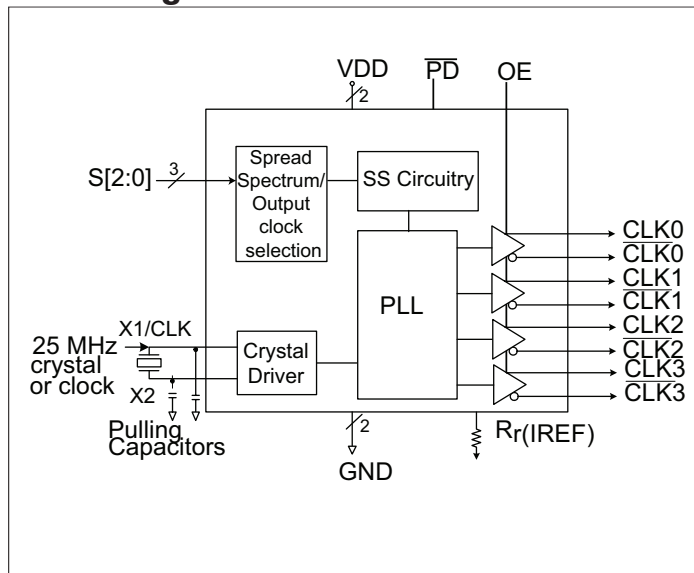 VDD
PD
OE
2
S[2:0]
3
Spread
Spectrum/
Output
clock
selection
SS Circuitry
PLL
CLK0
CLK0
CLK1
CLK1
CLK2
CLK2
CLK3
CLK3
X1/CLK
25 MHz
crystal
or clock
X2
Crystal
Driver
Pulling
Capacitors
2
GND
Rr(IREF)